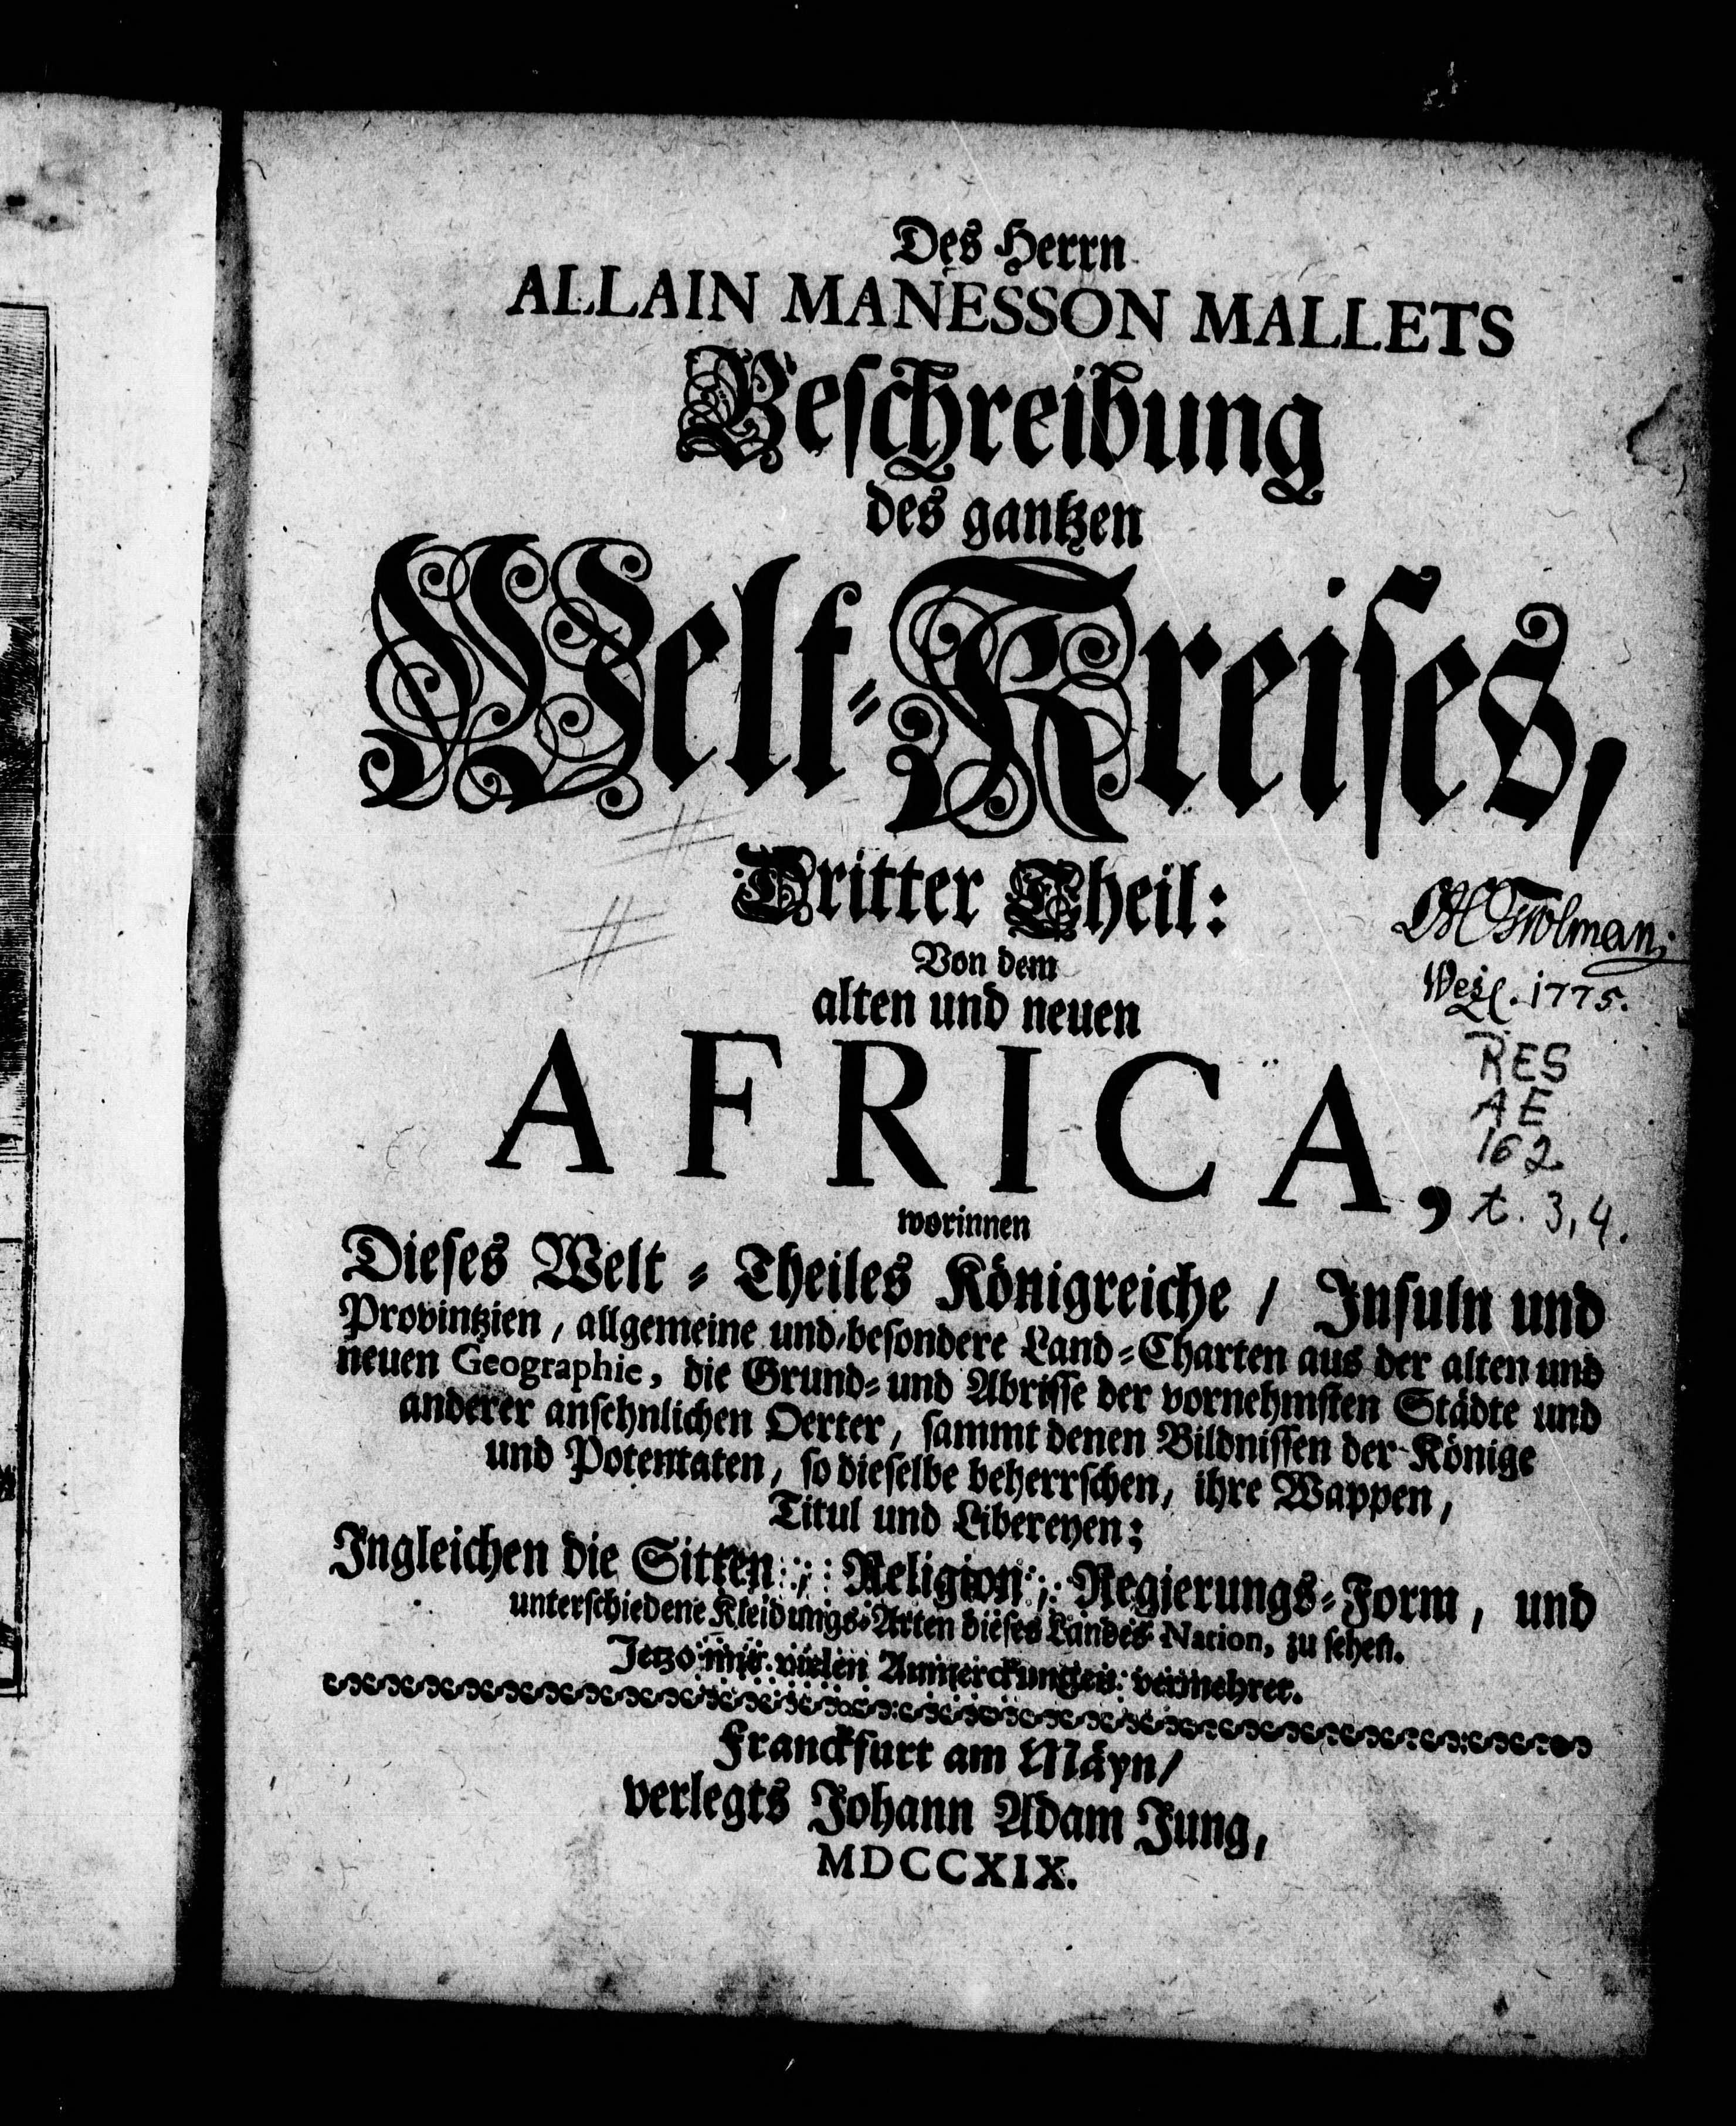 Des Herrn
ALLAIN MANESSON MALLETS
Beschreibung
des gantzen
Welt-Kreises,
Dritter Theil:
Von dem
alten und neuen
AFRICA,
worinnen
Dieses Welt-Theiles Königreiche / Insuln und
Provintzien, allgemeine und besondere Land-Charten aus der alten und
neuen Geographie, die Grund- und Abrisse der vornehmsten Städte und
anderer ansehnlichen Oerter, sammt denen Bildnissen der Könige
und Potentaten, so dieselbe beherrschen, ihre Wappen,
Titul und Libereyen;
Ingleichen die Sitten, Religion, Regierungs-Form, und
unterschiedene Kleidungs-Arten dieses Landes Nation, zu sehen.
Jetzo mit vielen Anmerckungen vermehret.
Franckfurt am Mäyn/
verlegts Johann Adam Jung,
MDCCXIX.
1775.
RES
AE
162
t. 3,4.